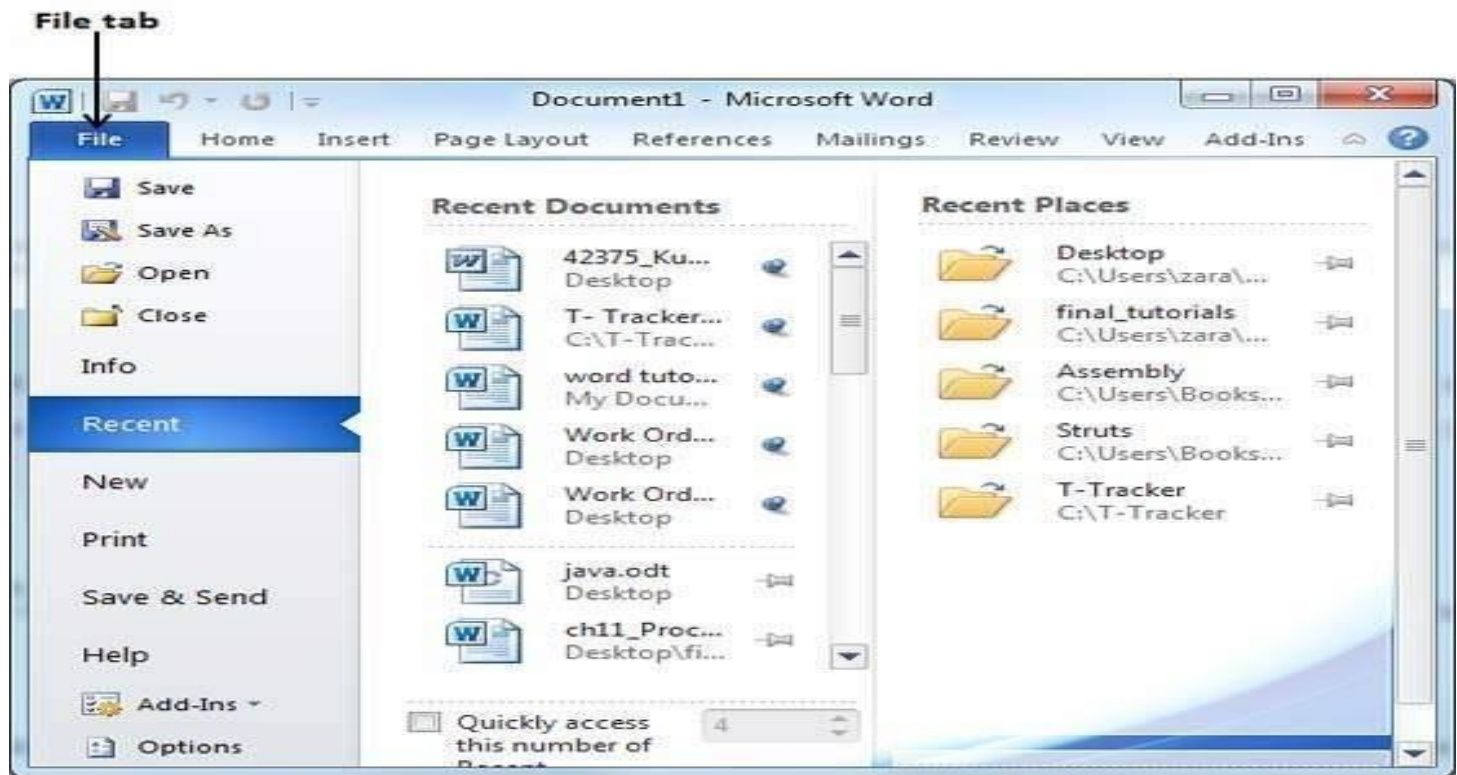 File tab
Document1 - Microsoft Word
File Home Insert Page Layout References Mailings Review View Add-Ins
Save
Save As
Open
Close
Info
Recent
New
Print
Save & Send
Help
Add-Ins
Options
Recent Documents
42375_Ku...
Desktop
T- Tracker...
C:\T-Trac...
word tuto...
My Docu...
Work Ord...
Desktop
Work Ord...
Desktop
java.odt
Desktop
ch11_Proc...
Desktop\fi...
Quickly access 4
this number of
Recent Places
Desktop
C:\Users\zara\...
final_tutorials
C:\Users\zara\...
Assembly
C:\Users\Books...
Struts
C:\Users\Books...
T-Tracker
C:\T-Tracker